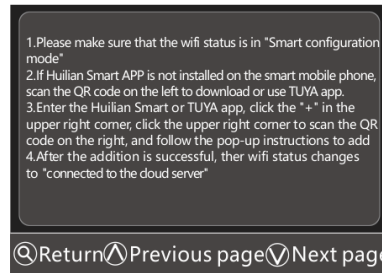 1.Please make sure that the wifi status is in "Smart configuration
mode"
2.If Huilian Smart APP is not installed on the smart mobile phone,
scan the QR code on the left to download or use TUYA app.
3.Enter the Huilian Smart or TUYA app, click the "+" in the
upper right corner, click the upper right corner to scan the QR
code on the right, and follow the pop-up instructions to add
4.After the addition is successful, ther wifi status changes
to "connected to the cloud server"
Return Previous page Next page